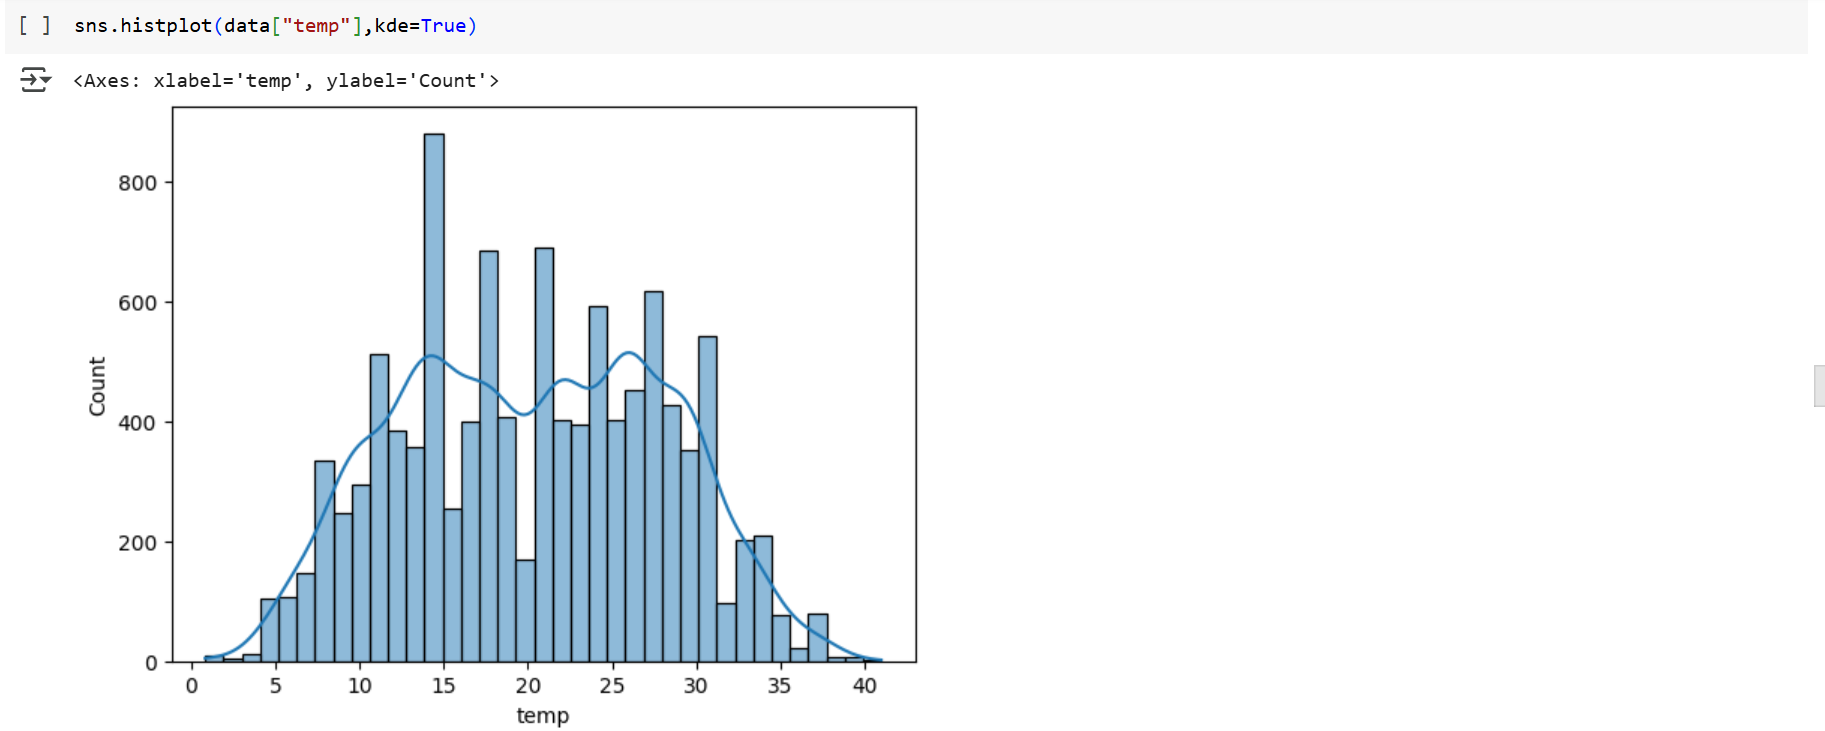 [ ] sns.histplot(data["temp"],kde=True)
<Axes: xlabel='temp', ylabel='Count'>
800
600
400
200
0
Count
0 5 10 15 20 25 30 35 40
temp